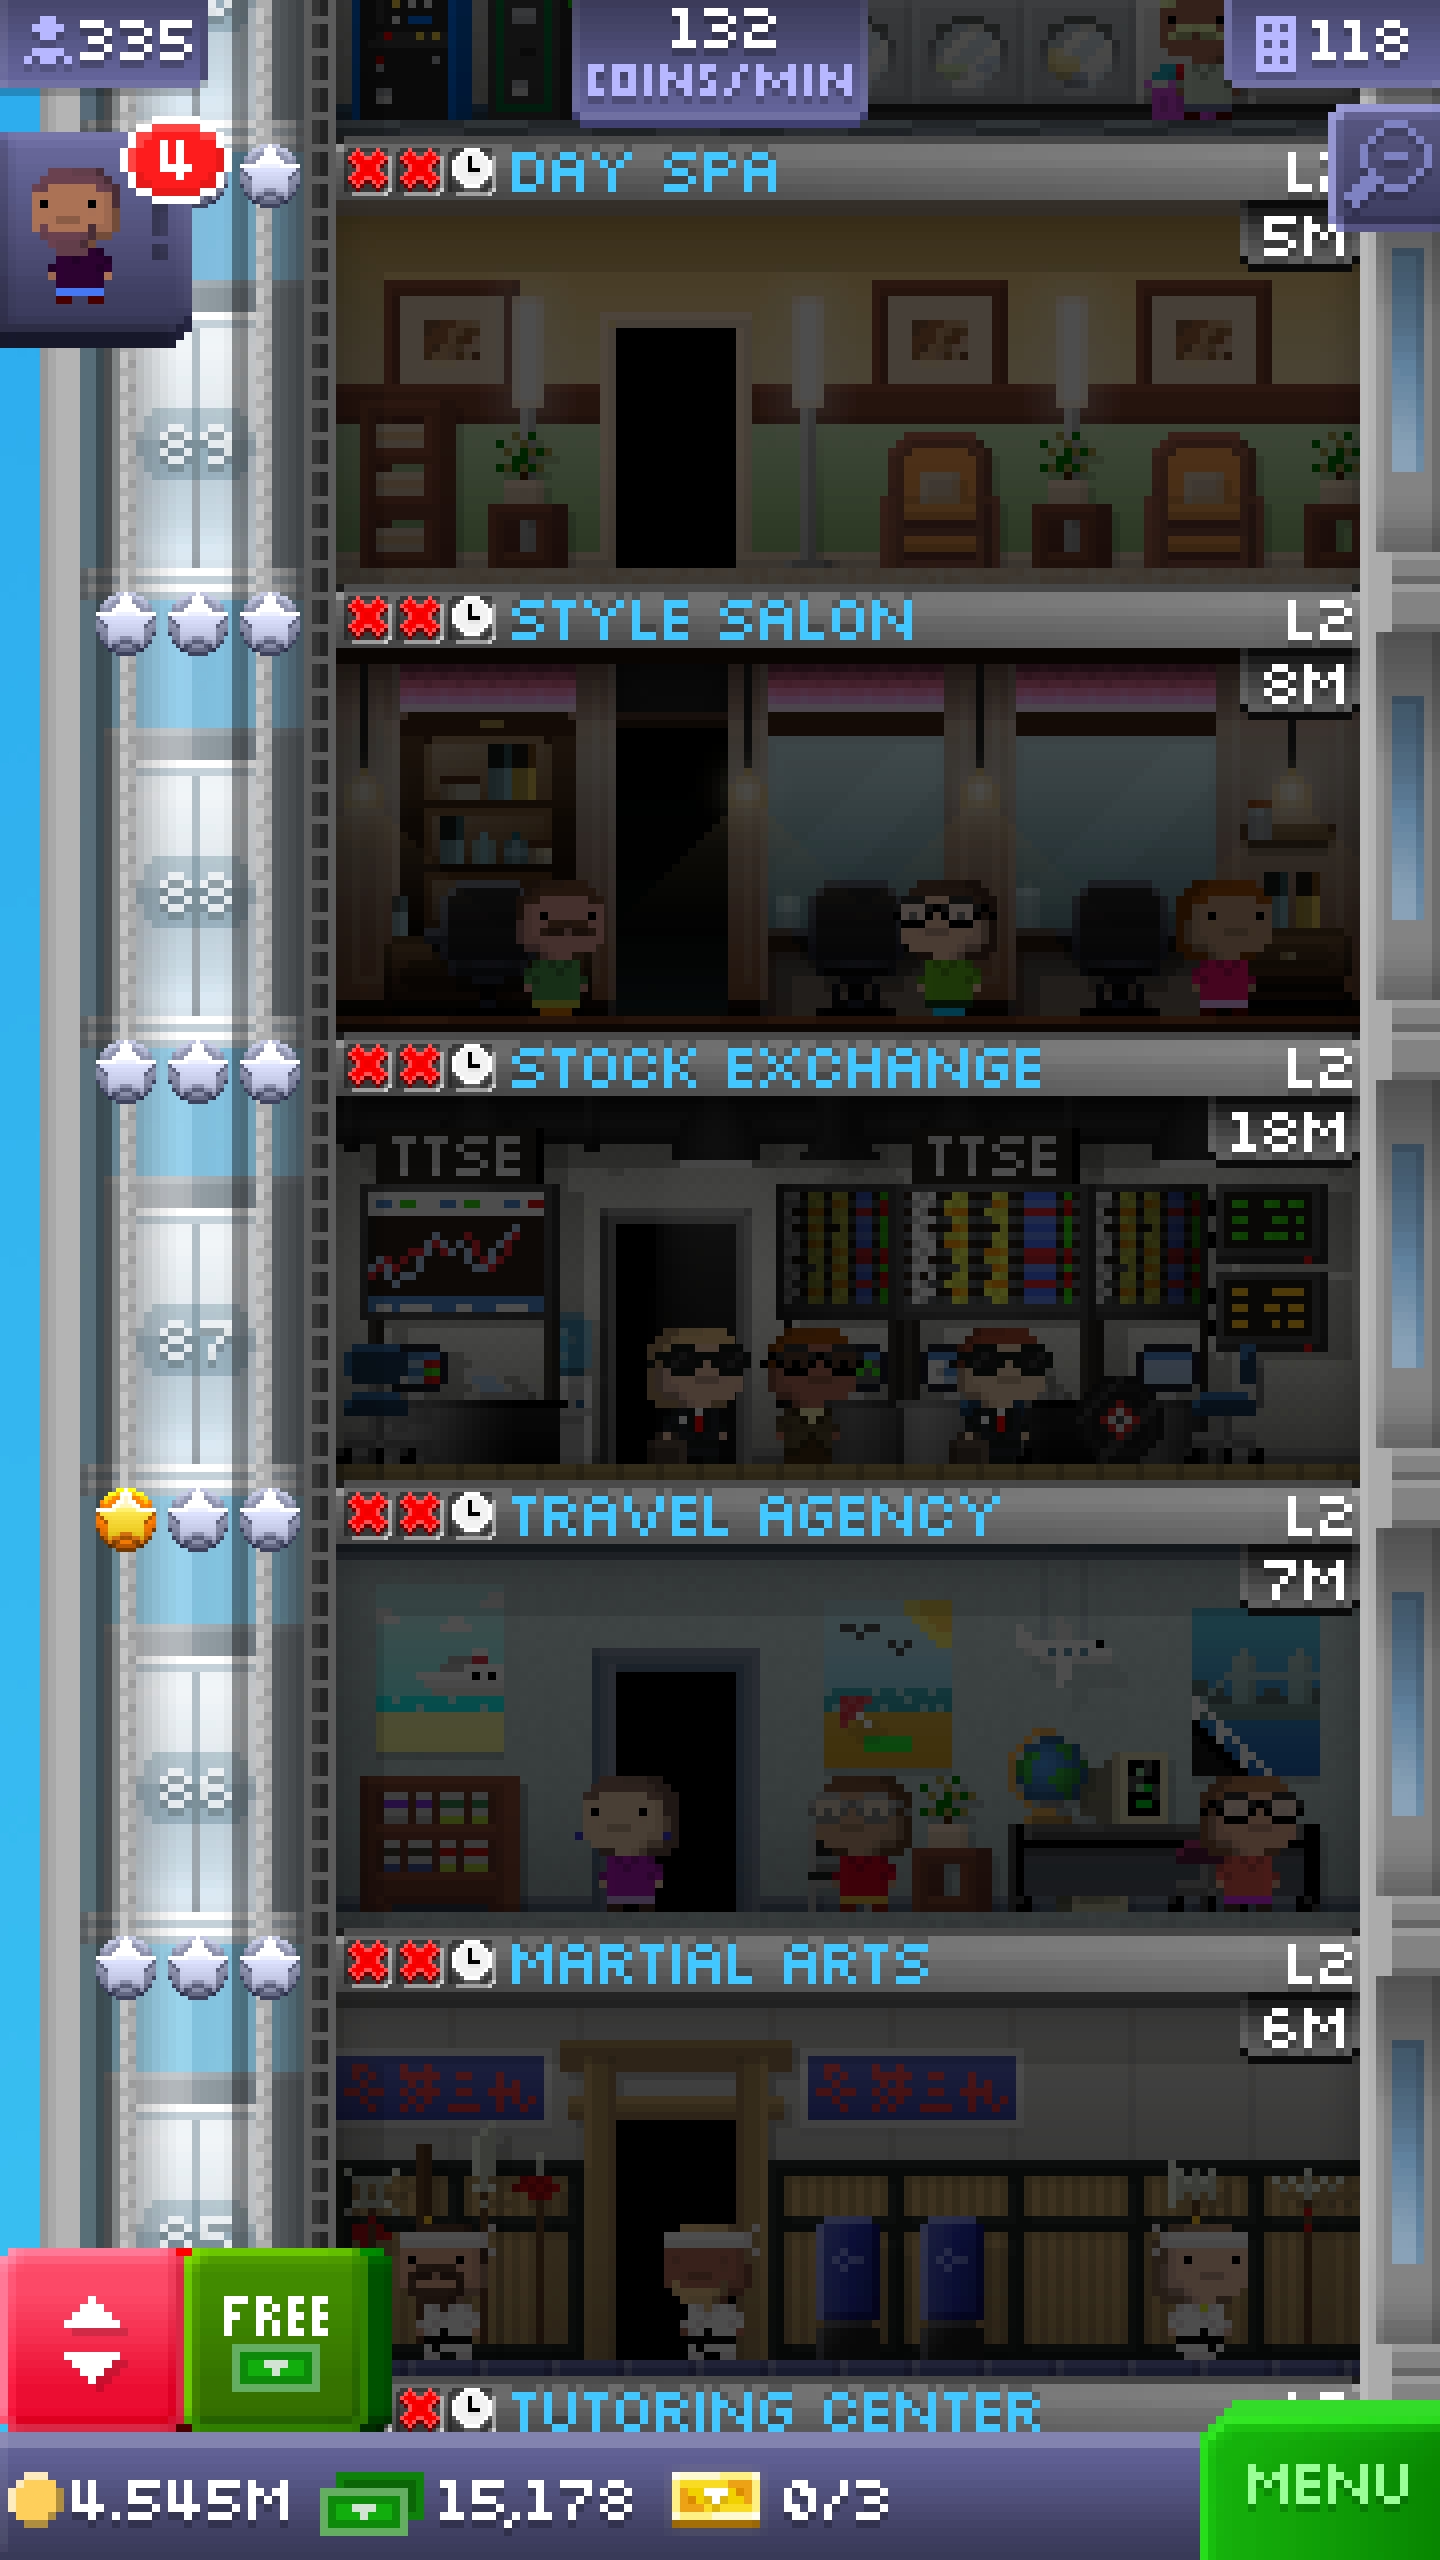 335
132
COINS/MIN
118
4
DAY SPA
5M
89
STYLE SALON L2
8M
88
STOCK EXCHANGE L2
18M
TTSE TTSE
87
TRAVEL AGENCY L2
7M
86
MARTIAL ARTS L2
6M
85
FREE
TUTORING CENTER
4.545M 15,178 0/3
MENU